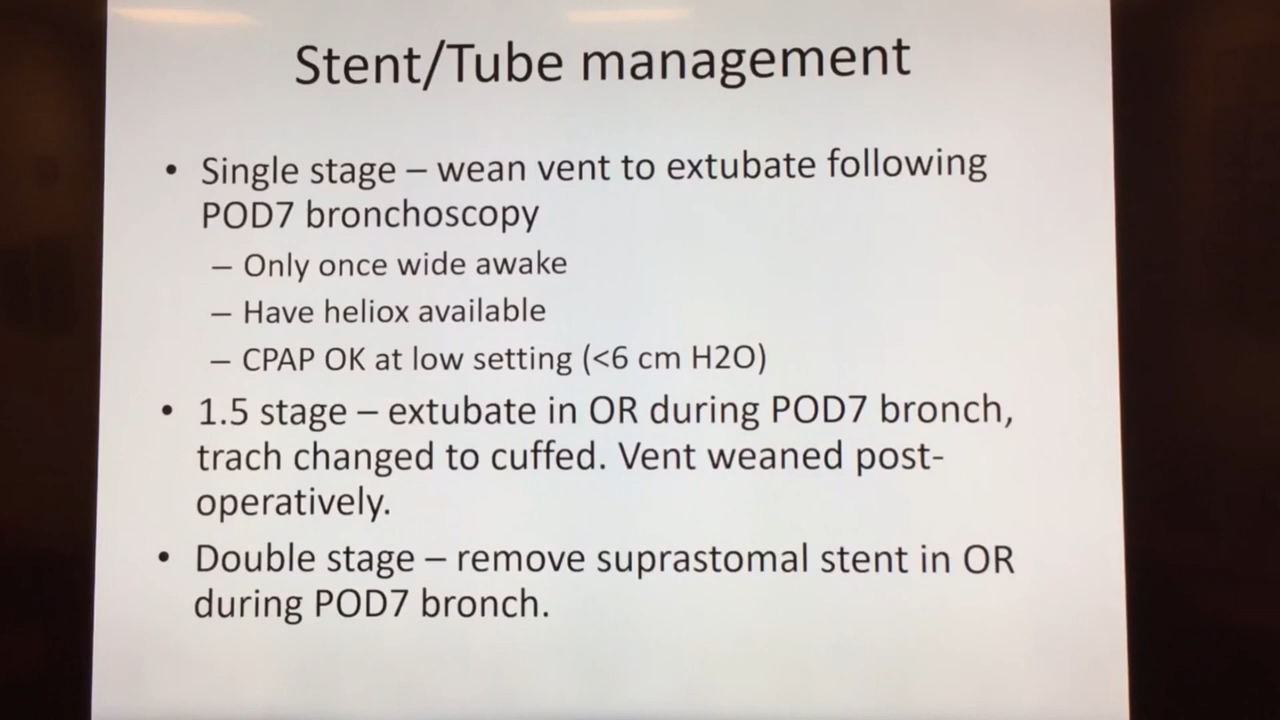 Stent/Tube management
• Single stage – wean vent to extubate following
POD7 bronchoscopy
– Only once wide awake
– Have heliox available
– CPAP OK at low setting (<6 cm H2O)
• 1.5 stage – extubate in OR during POD7 bronch,
trach changed to cuffed. Vent weaned post-
operatively.
• Double stage – remove suprastomal stent in OR
during POD7 bronch.